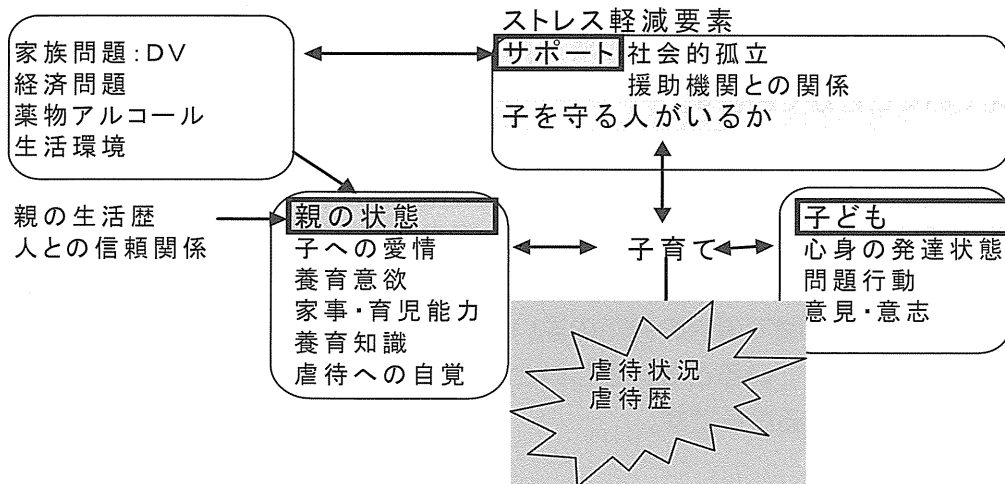 家族問題:DV
経済問題
薬物アルコール
生活環境
ストレス軽減要素
サポート 社会的孤立
援助機関との関係
子を守る人がいるか
親の生活歴
人との信頼関係
親の状態
子への愛情
養育意欲
家事・育児能力
養育知識
虐待への自覚
子育て
子ども
心身の発達状態
問題行動
意見・意志
虐待状況
虐待歴